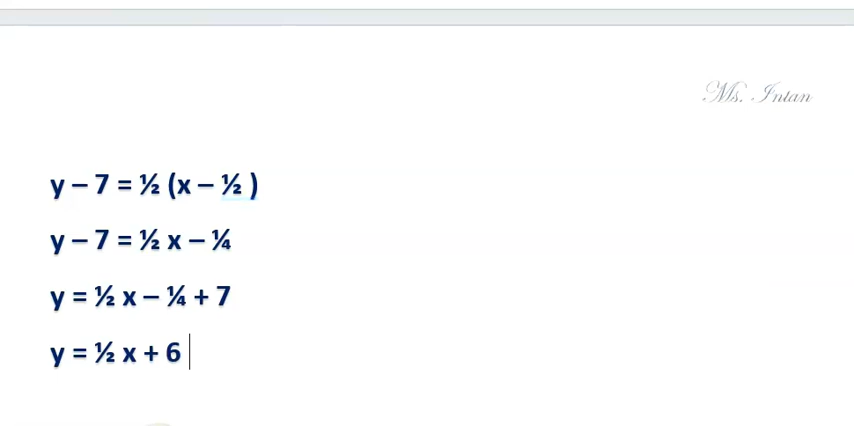 Ms. Intan
y – 7 = ½ (x – ½ )
y – 7 = ½ x – ¼
y = ½ x – ¼ + 7
y = ½ x + 6